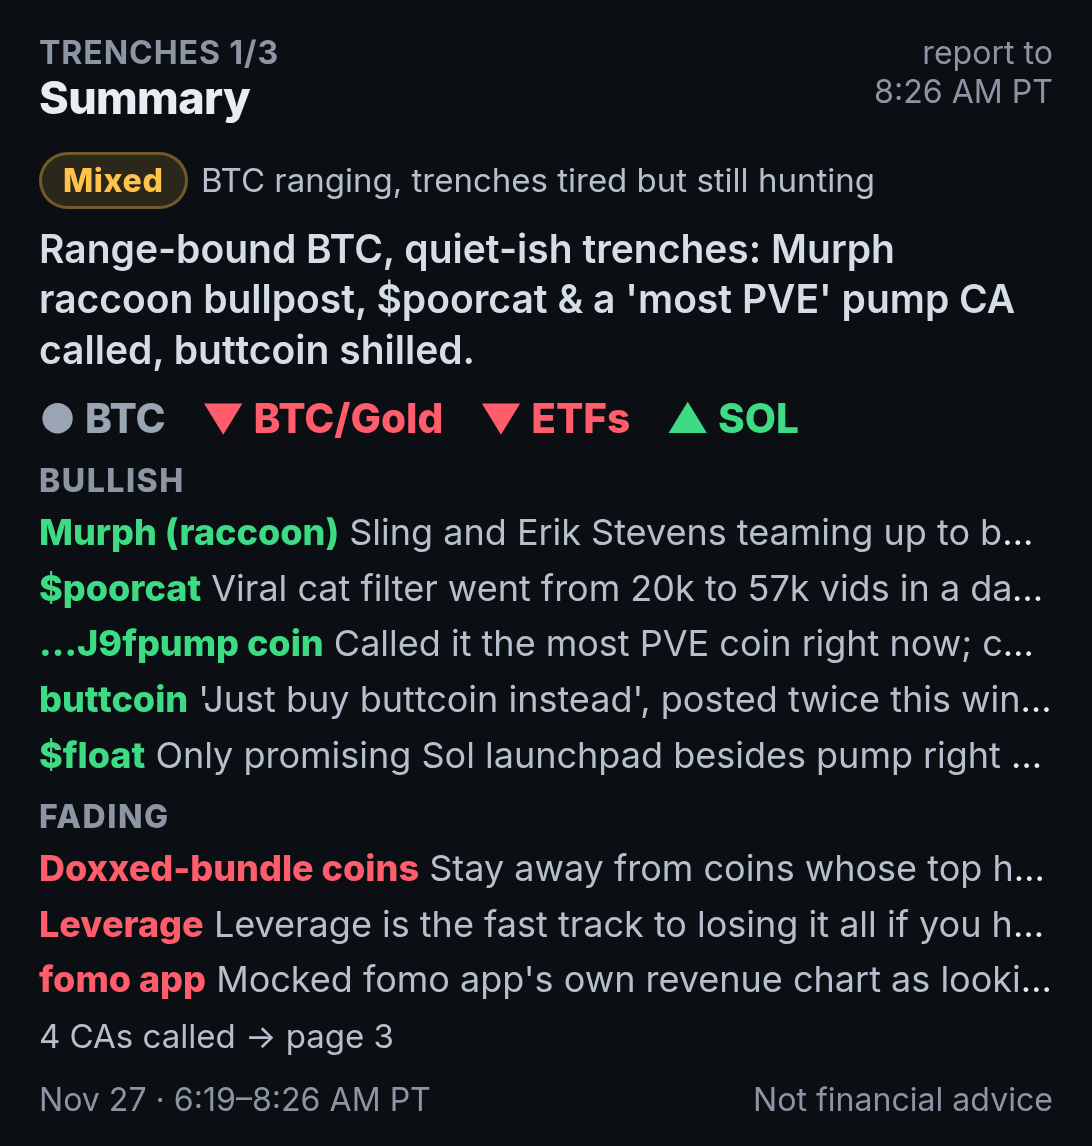 TRENCHES 1/3
Summary
report to
8:26 AM PT
Mixed BTC ranging, trenches tired but still hunting
Range-bound BTC, quiet-ish trenches: Murph
raccoon bullpost, $poorcat & a 'most PVE' pump CA
called, buttcoin shilled.
● BTC ▼ BTC/Gold ▼ ETFs ▲ SOL
BULLISH
Murph (raccoon) Sling and Erik Stevens teaming up to b...
$poorcat Viral cat filter went from 20k to 57k vids in a da...
...J9fpump coin Called it the most PVE coin right now; c...
buttcoin 'Just buy buttcoin instead', posted twice this win...
$float Only promising Sol launchpad besides pump right ...
FADING
Doxxed-bundle coins Stay away from coins whose top h...
Leverage Leverage is the fast track to losing it all if you h...
fomo app Mocked fomo app's own revenue chart as looki...
4 CAs called → page 3
Nov 27 · 6:19–8:26 AM PT
Not financial advice